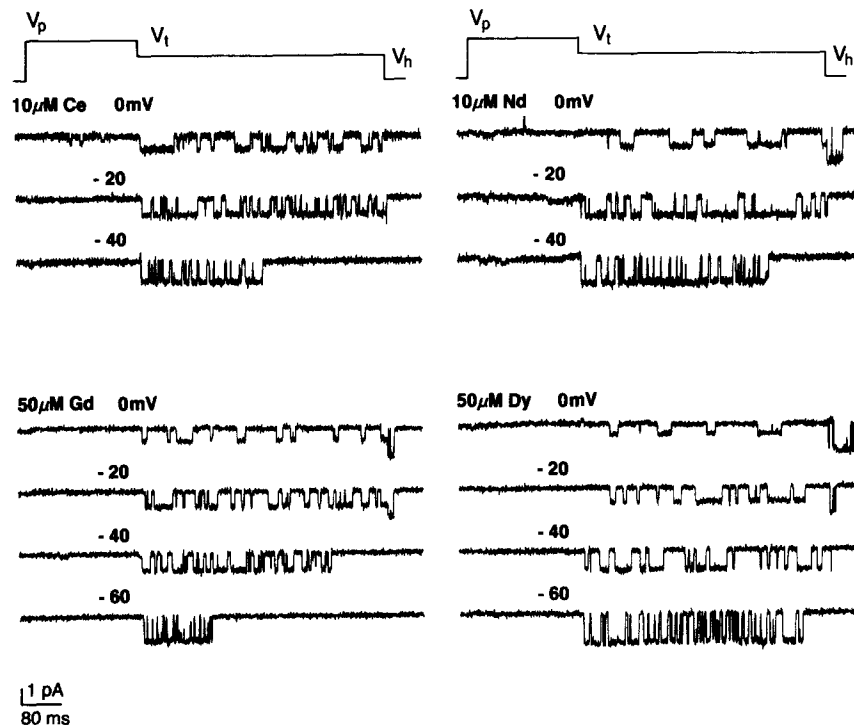 Vp
Vt
Vh
10μM Ce 0mV
- 20
- 40
Vp
Vt
Vh
10μM Nd 0mV
- 20
- 40
50μM Gd 0mV
- 20
- 40
- 60
50μM Dy 0mV
- 20
- 40
- 60
1 pA
80 ms